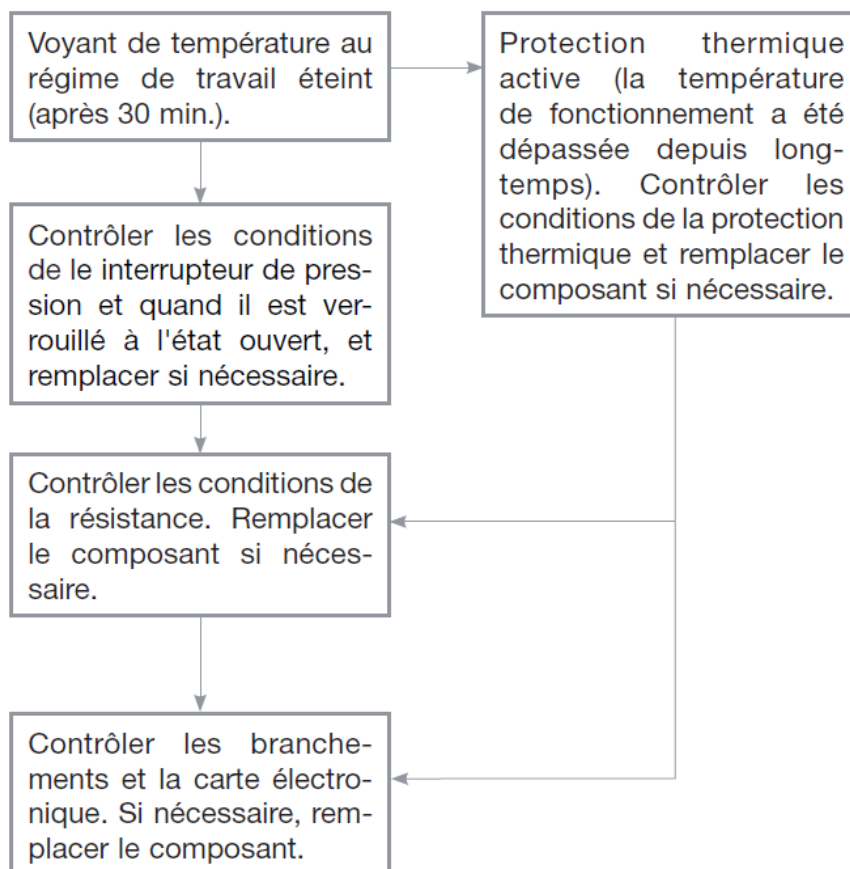 Voyant de température au
régime de travail éteint
(après 30 min.).
Protection thermique
active (la température
de fonctionnement a été
dépassée depuis long-
temps). Contrôler les
conditions de la protection
thermique et remplacer le
composant si nécessaire.
Contrôler les conditions
de le interrupteur de pres-
sion et quand il est ver-
rouillé à l'état ouvert, et
remplacer si nécessaire.
Contrôler les conditions de
la résistance. Remplacer
le composant si néces-
saire.
Contrôler les branche-
ments et la carte électro-
nique. Si nécessaire, rem-
placer le composant.